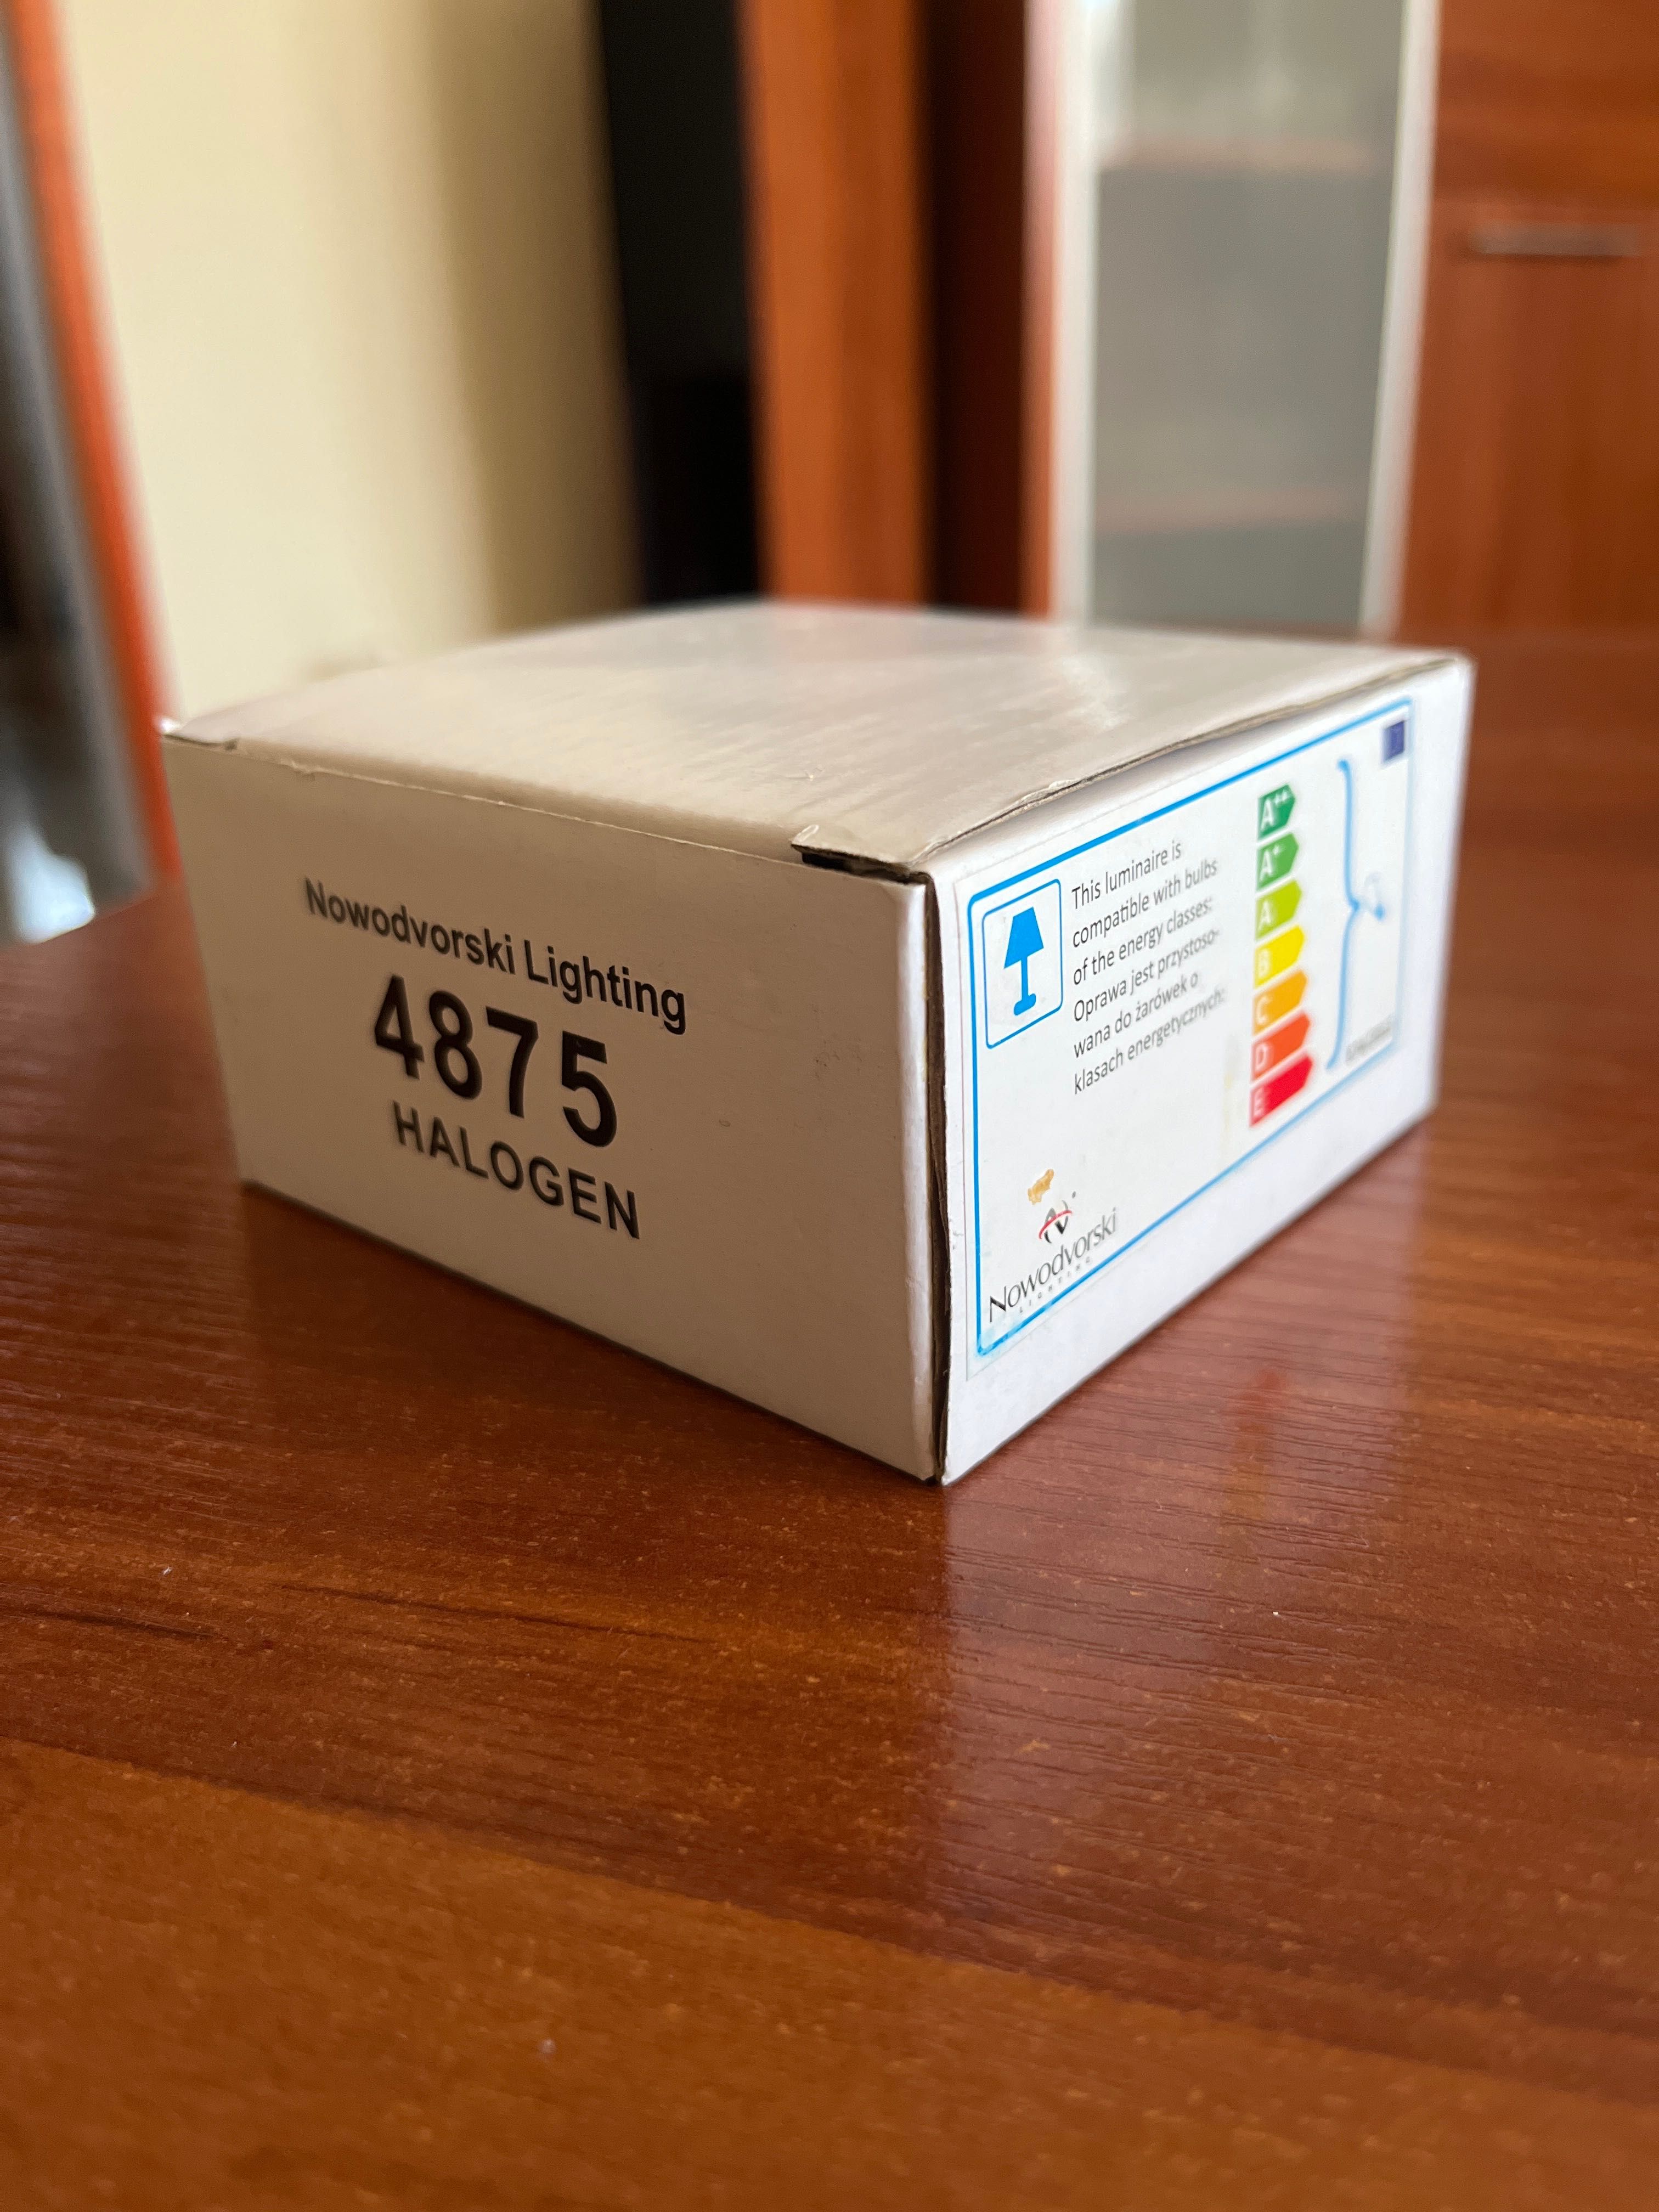 Nowodvorski Lighting
4875
HALOGEN
This luminaire is
compatible with bulbs
of the energy classes:
Oprawa jest przystoso-
wana do żarówek o
klasach energetycznych:
A++
A+
A
B
C
D
E
Nowodvorski
LIGHTING